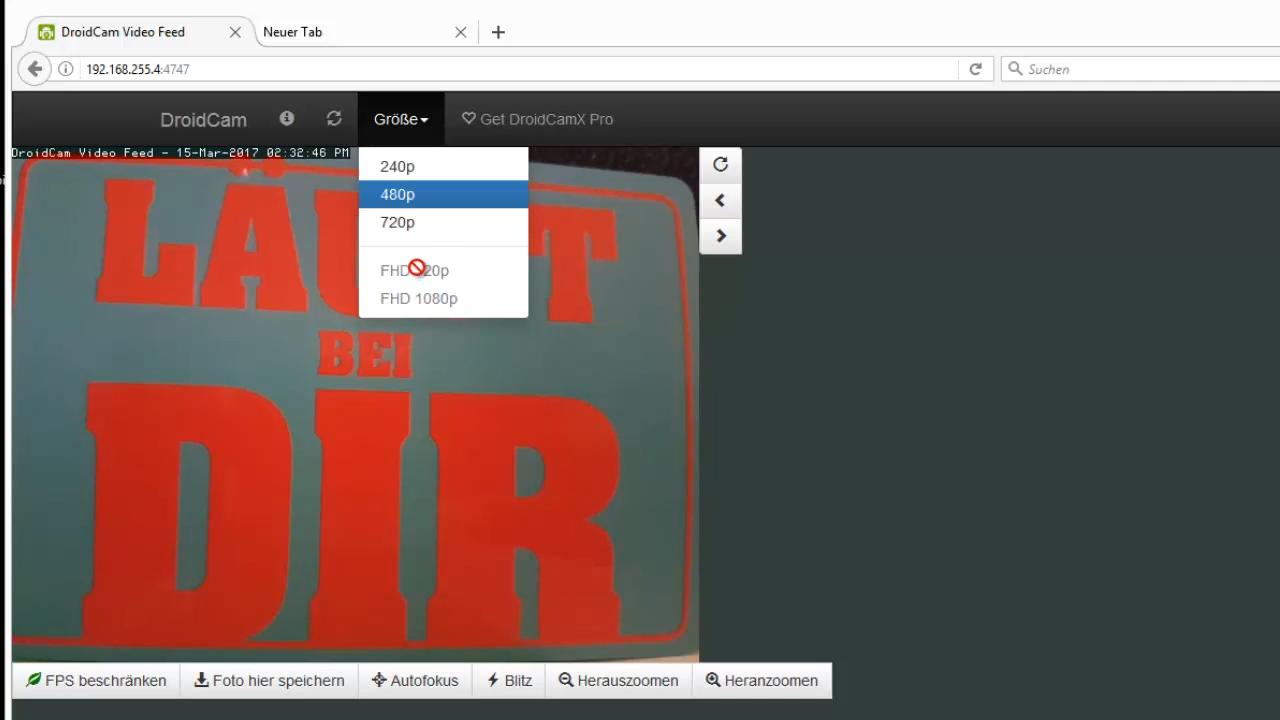 DroidCam Video Feed
Neuer Tab
192.168.255.4:4747
Suchen
DroidCam
Größe
Get DroidCamX Pro
DroidCam Video Feed - 15-Mar-2017 02:32:46 PM
240p
480p
720p
FHD 720p
FHD 1080p
BEI
DIR
FPS beschränken
Foto hier speichern
Autofokus
Blitz
Herauszoomen
Heranzoomen